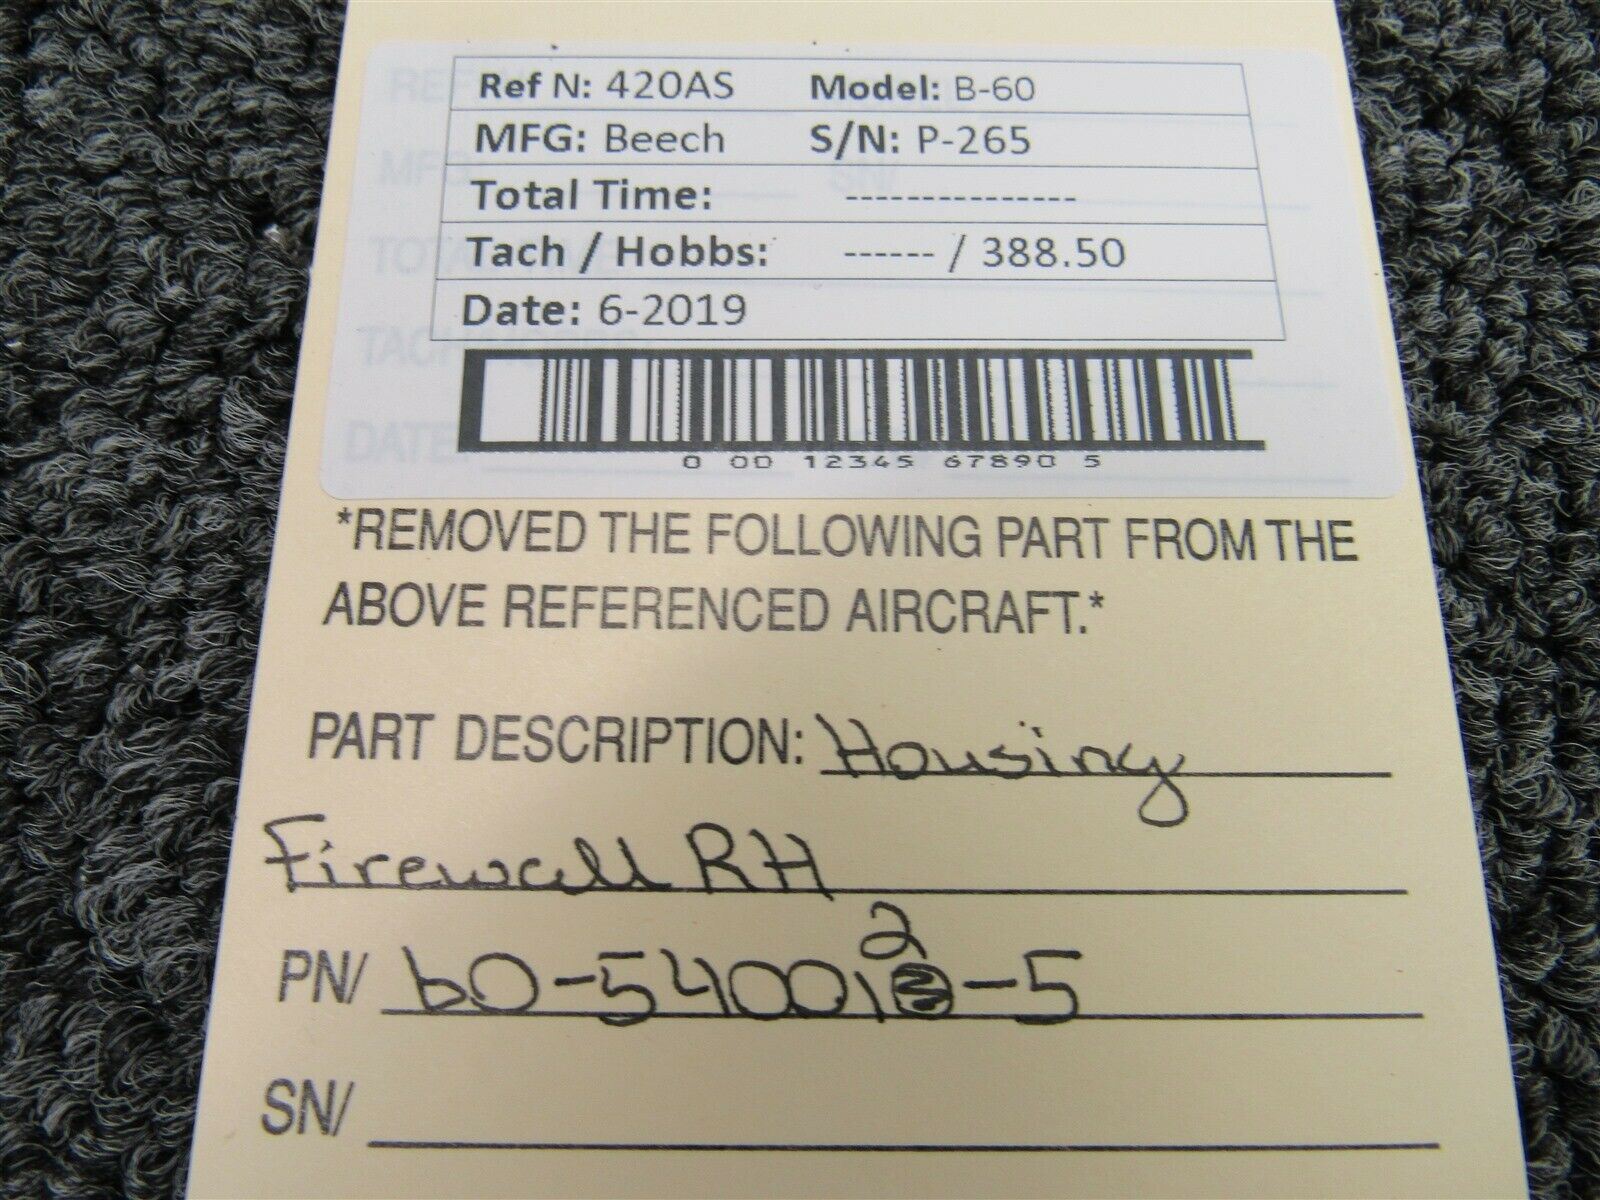 Ref N: 420AS Model: B-60
MFG: Beech S/N: P-265
Total Time: ---------------
Tach / Hobbs: ------ / 388.50
Date: 6-2019
0 00 12345 67890 5
*REMOVED THE FOLLOWING PART FROM THE
ABOVE REFERENCED AIRCRAFT.*
PART DESCRIPTION: Housing
Firewall RH
PN/ 60-540012-5
SN/